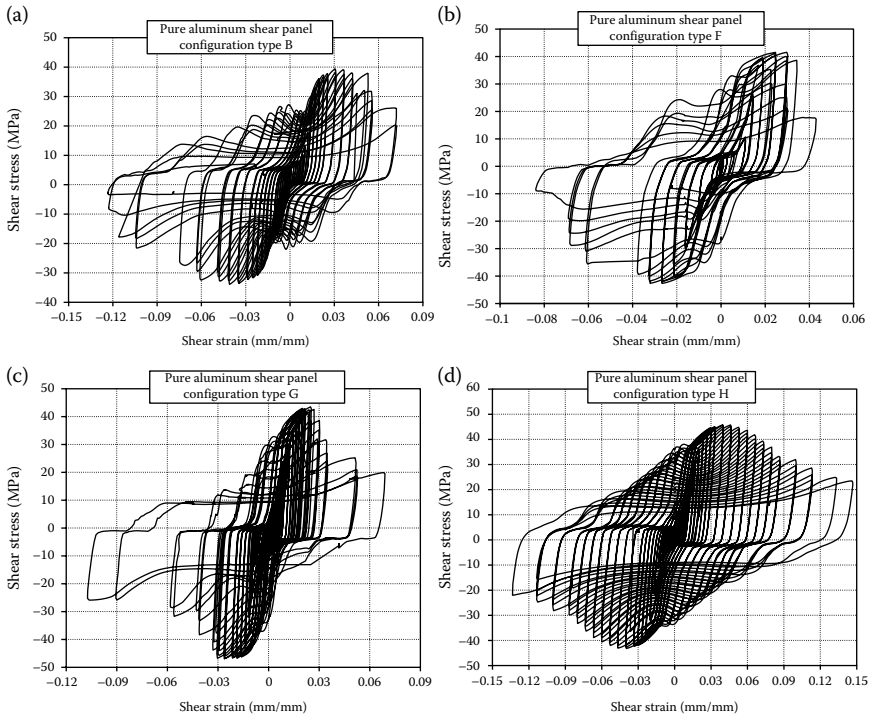 (a)
Pure aluminum shear panel
configuration type B
50
40
30
20
10
0
−10
−20
−30
−40
Shear stress (MPa)
−0.15 −0.12 −0.09 −0.06 −0.03 0 0.03 0.06 0.09
Shear strain (mm/mm)
(b)
Pure aluminum shear panel
configuration type F
50
40
30
20
10
0
−10
−20
−30
−40
−50
Shear stress (MPa)
−0.1 −0.08 −0.06 −0.04 −0.02 0 0.02 0.04 0.06
Shear strain (mm/mm)
(c)
Pure aluminum shear panel
configuration type G
50
40
30
20
10
0
−10
−20
−30
−40
−50
Shear stress (MPa)
−0.12 −0.09 −0.06 −0.03 0 0.03 0.06 0.09
Shear strain (mm/mm)
(d)
Pure aluminum shear panel
configuration type H
60
50
40
30
20
10
0
−10
−20
−30
−40
−50
Shear stress (MPa)
−0.15 −0.12 −0.09 −0.06 −0.03 0 0.03 0.06 0.09 0.12 0.15
Shear strain (mm/mm)